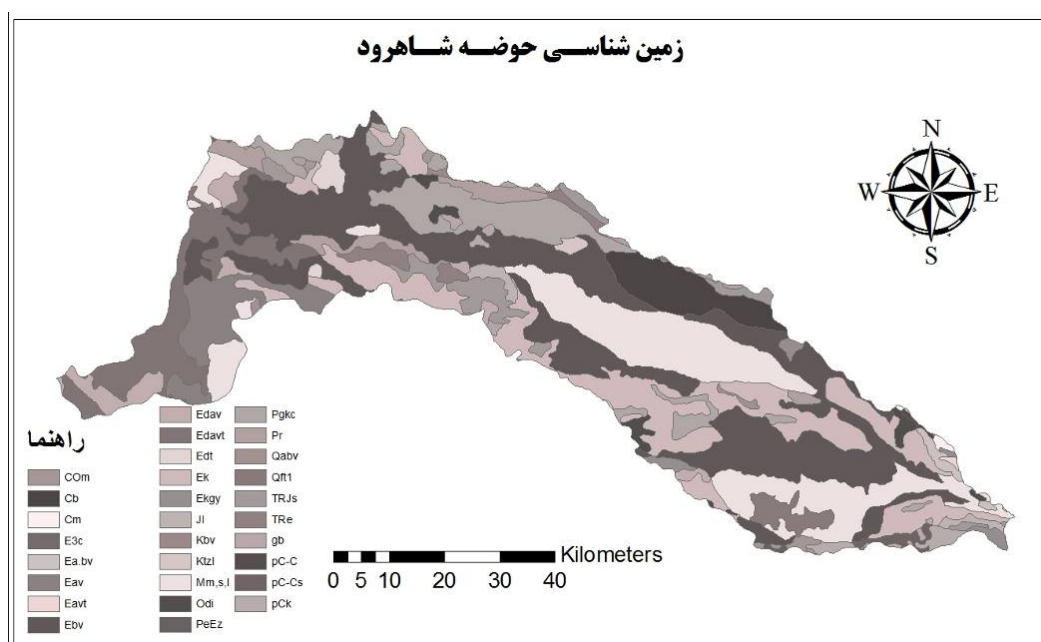 زمین شناسی حوضه شاهرود
N
W
E
S
راهنما
COm
Cb
Cm
E3c
Ea.bv
Eav
Eavt
Ebv
Edav
Edavt
Edt
Ek
Ekgy
Jl
Kbv
Ktzl
Mm,s,l
Odi
PeEz
Pgkc
Pr
Qabv
Qft1
TRJs
TRe
gb
pC-C
pC-Cs
pCk
Kilometers
0 2.5 5 10 20 30 40